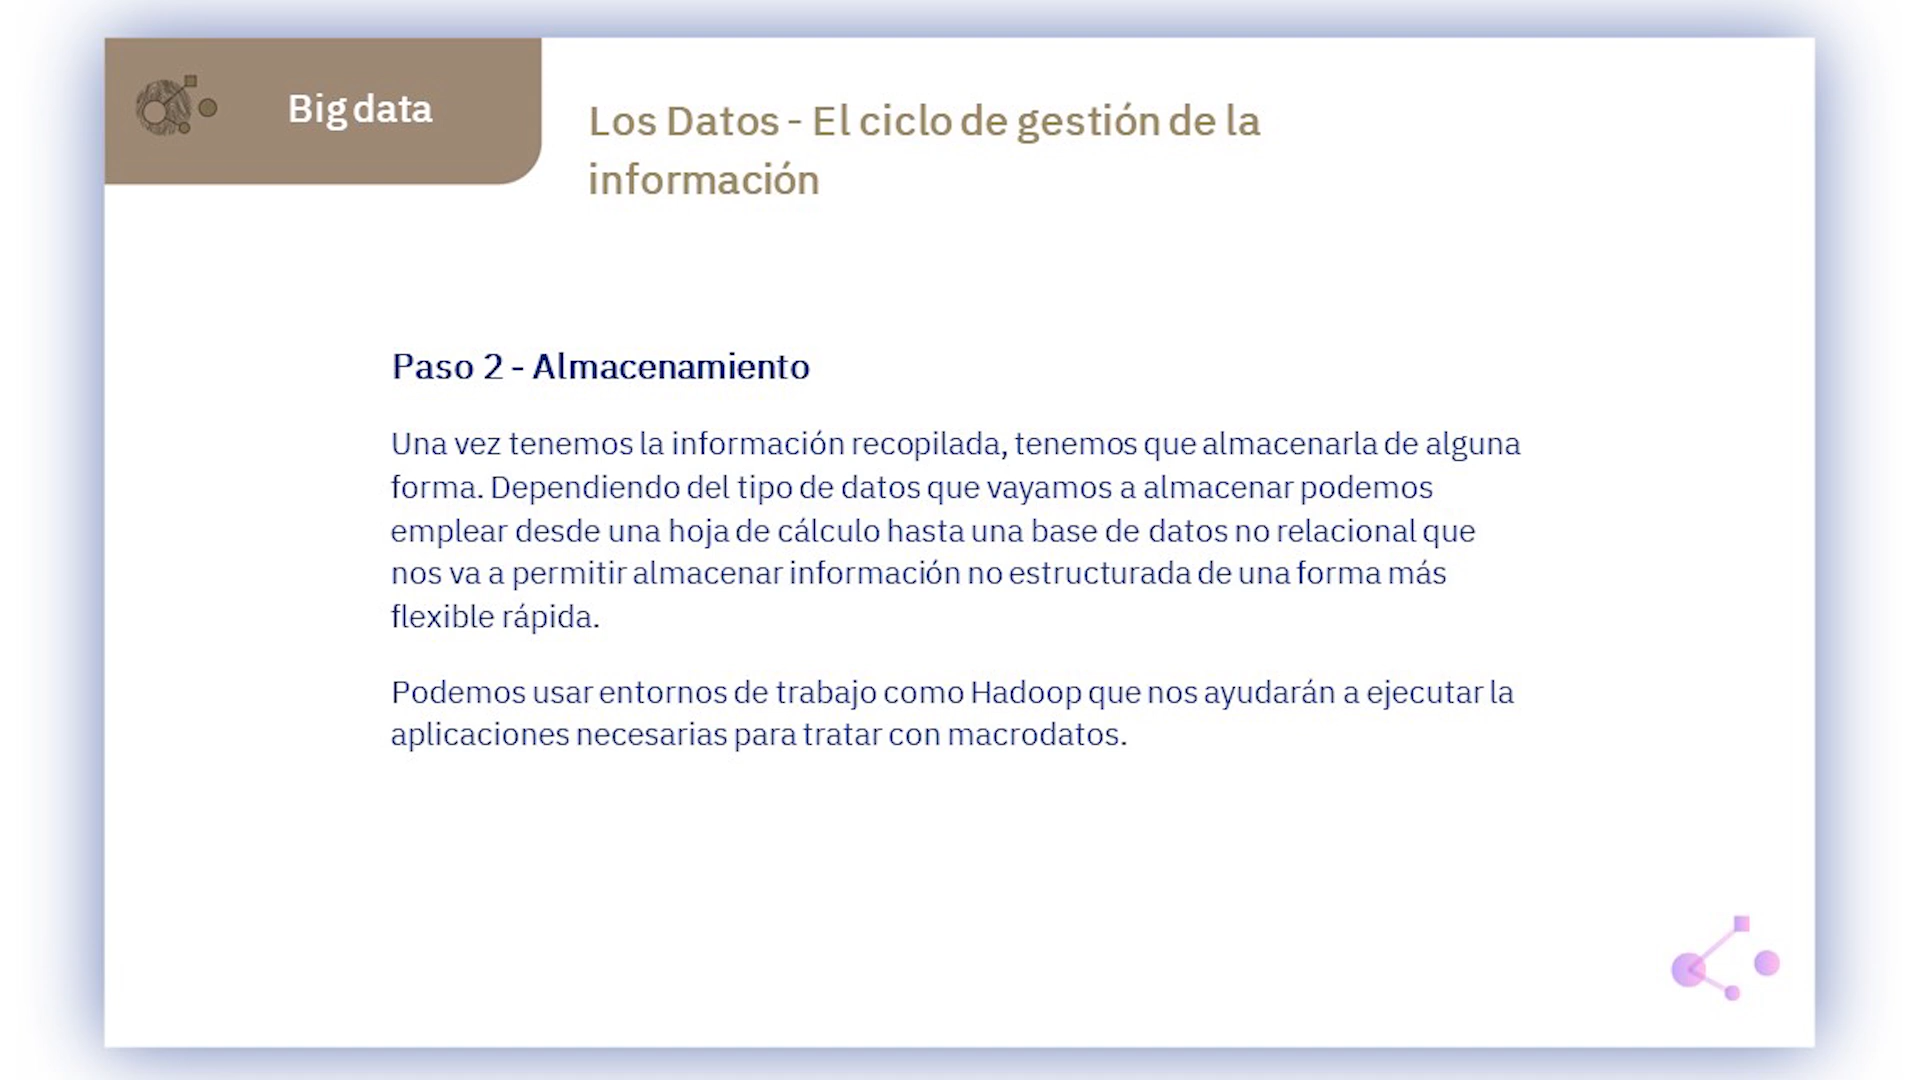 Big data
Los Datos - El ciclo de gestión de la
información
Paso 2 - Almacenamiento
Una vez tenemos la información recopilada, tenemos que almacenarla de alguna
forma. Dependiendo del tipo de datos que vayamos a almacenar podemos
emplear desde una hoja de cálculo hasta una base de datos no relacional que
nos va a permitir almacenar información no estructurada de una forma más
flexible rápida.
Podemos usar entornos de trabajo como Hadoop que nos ayudarán a ejecutar la
aplicaciones necesarias para tratar con macrodatos.